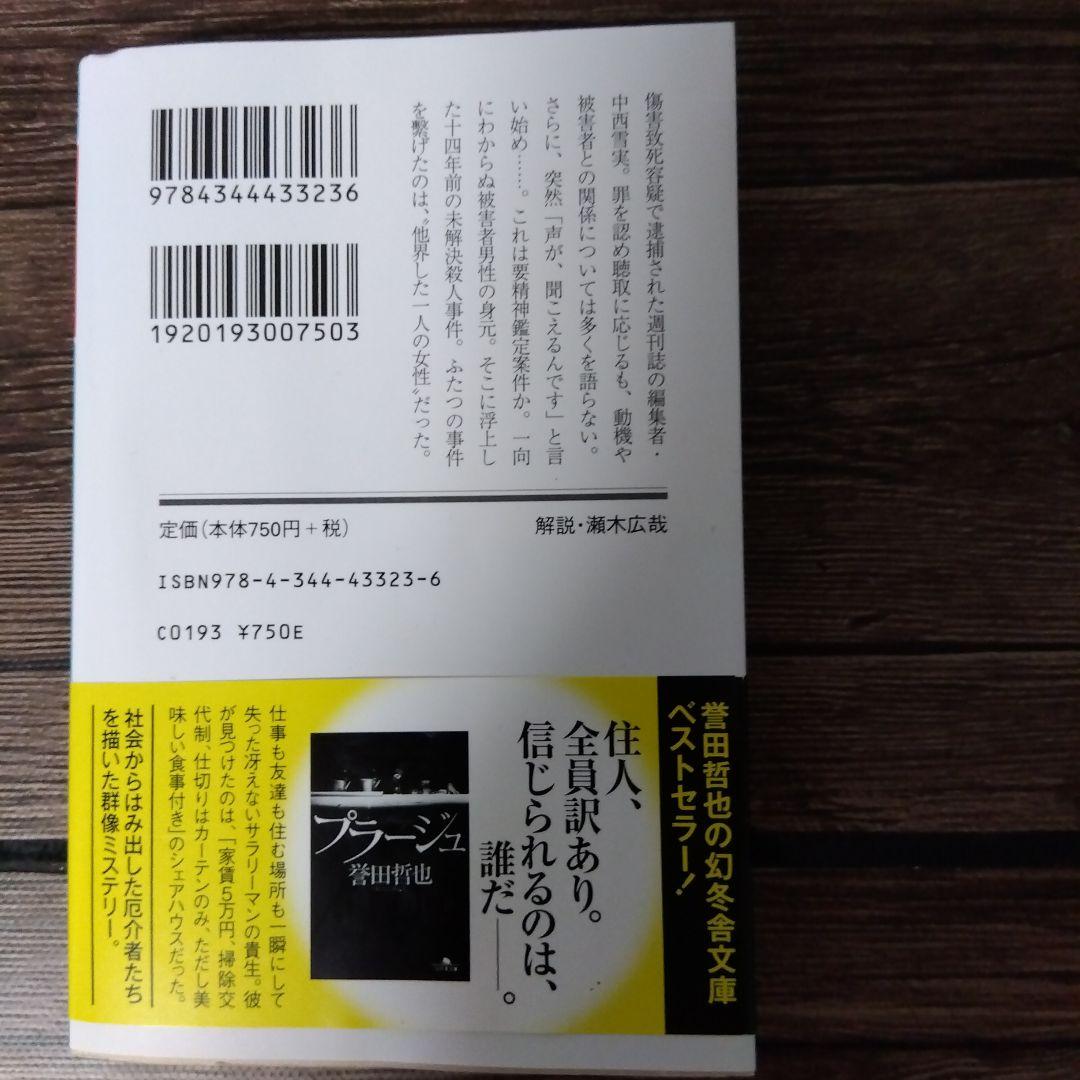 9784344433236
1920193007503
傷害致死容疑で逮捕された週刊誌の編集者・
中西雪実。罪を認め聴取に応じるも、動機や
被害者との関係については多くを語らない。
さらに、突然「声が、聞こえるんです」と言
い始め……。これは要精神鑑定案件か。一向
にわからぬ被害者男性の身元。そこに浮上し
た十四年前の未解決殺人事件。ふたつの事件
を繋げたのは、〝他界した一人の女性〟だった。
定価(本体750円+税)
解説・瀬木広哉
ISBN978-4-344-43323-6
C0193 ¥750E
誉田哲也の幻冬舎文庫
ベストセラー!
住人、
全員訳あり。
信じられるのは、
誰だ――。
プラージュ
誉田哲也
仕事も友達も住む場所も一瞬にして
失った冴えないサラリーマンの貴生。彼
が見つけたのは、「家賃5万円、掃除交
代制、仕切りはカーテンのみ、ただし美
味しい食事付き」のシェアハウスだった。
社会からはみ出した厄介者たち
を描いた群像ミステリー。